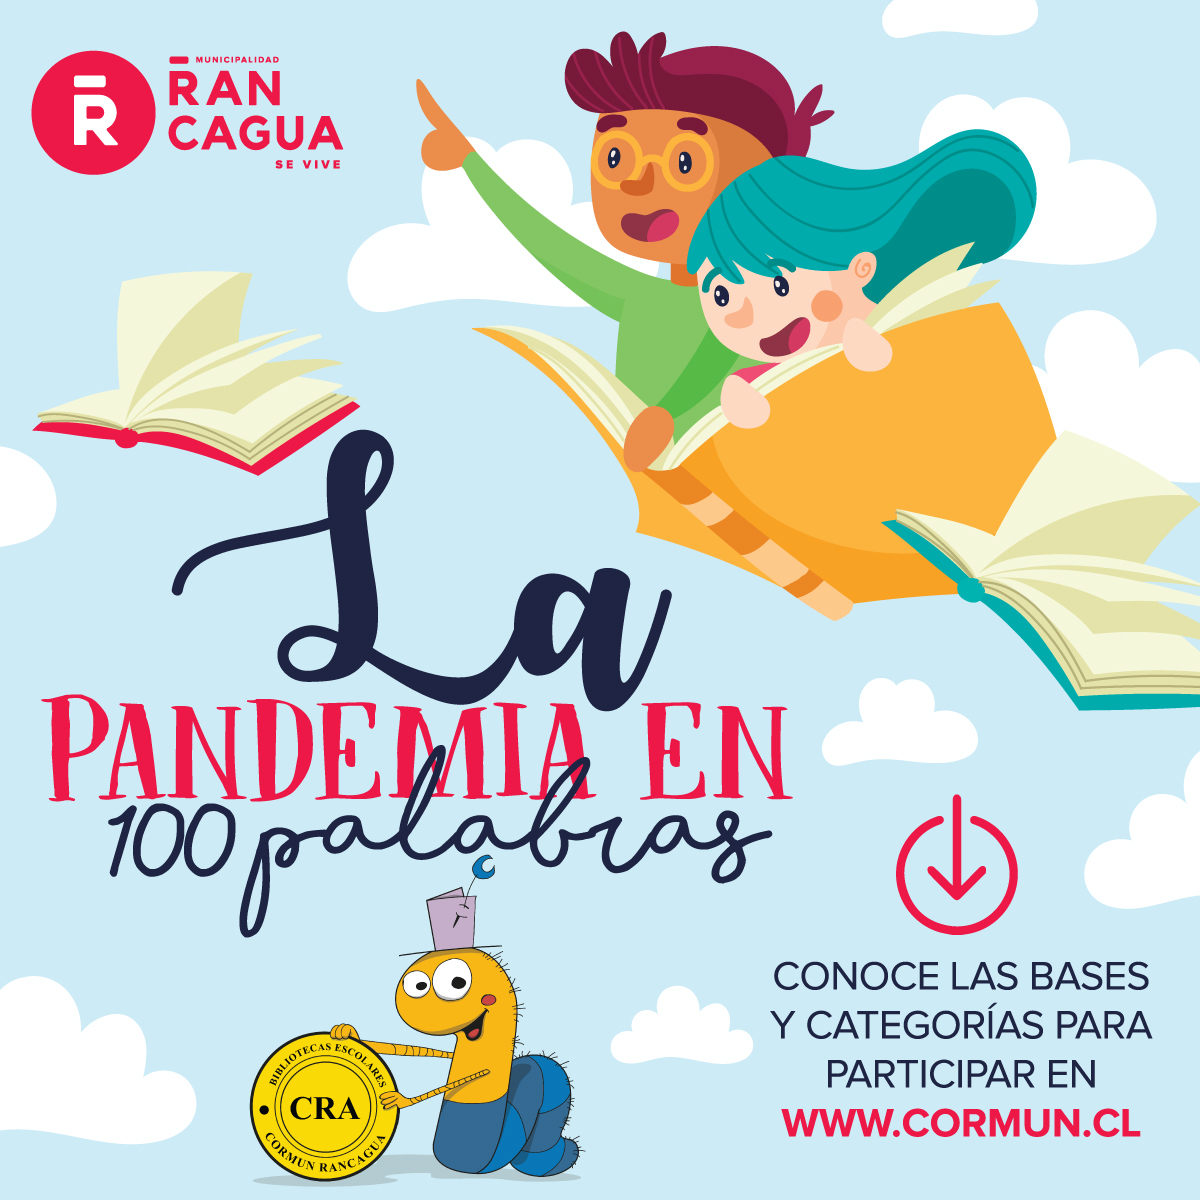 R
MUNICIPALIDAD
RAN
CAGUA
SE VIVE
La
PANDEMIA EN
100 palabras
BIBLIOTECAS ESCOLARES
CRA
CORMUN RANCAGUA
CONOCE LAS BASES
Y CATEGORÍAS PARA
PARTICIPAR EN
WWW.CORMUN.CL